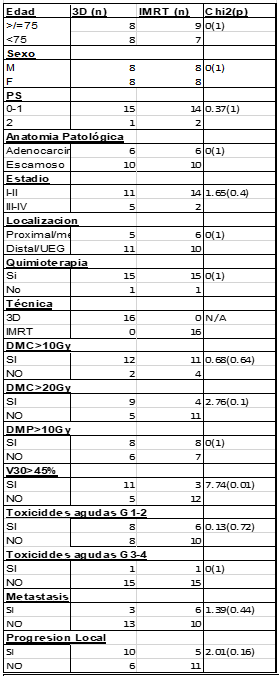 Edad 3D (n) IMRT (n) Chi2(p)
>/=75 8 9 0(1)
<75 8 7
Sexo
M 8 8 0(1)
F 8 8
PS
0-1 15 14 0.37(1)
2 1 2
Anatomia Patológica
Adenocarcin 6 6 0(1)
Escamoso 10 10
Estadio
I-II 11 14 1.65(0.4)
III-IV 5 2
Localizacion
Proximal/me 5 6 0(1)
Distal/UEG 11 10
Quimioterapia
Si 15 15 0(1)
No 1 1
Técnica
3D 16 0 N/A
IMRT 0 16
DMC>10Gy
SI 12 11 0.68(0.64)
NO 2 4
DMC>20Gy
SI 9 4 2.76(0.1)
NO 5 11
DMP>10Gy
SI 8 8 0(1)
NO 6 7
V30>45%
SI 11 3 7.74(0.01)
NO 5 12
Toxiciddes agudas G1-2
SI 8 6 0.13(0.72)
NO 8 10
Toxiciddes agudas G3-4
SI 1 1 0(1)
NO 15 15
Metastasis
SI 3 6 1.39(0.44)
NO 13 10
Progresion Local
SI 10 5 2.01(0.16)
NO 6 11